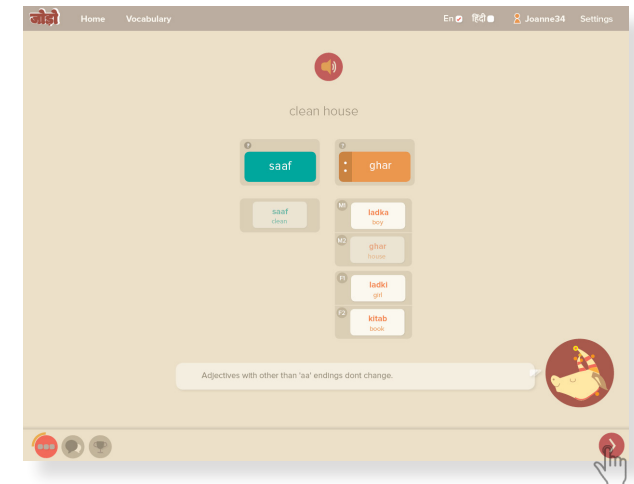 जोड़ो Home Vocabulary En हिंदी Joanne34 Settings
clean house
saaf ghar
saaf
clean
M1 ladka
boy
M2 ghar
house
F1 ladki
girl
F2 kitab
book
Adjectives with other than 'aa' endings dont change.